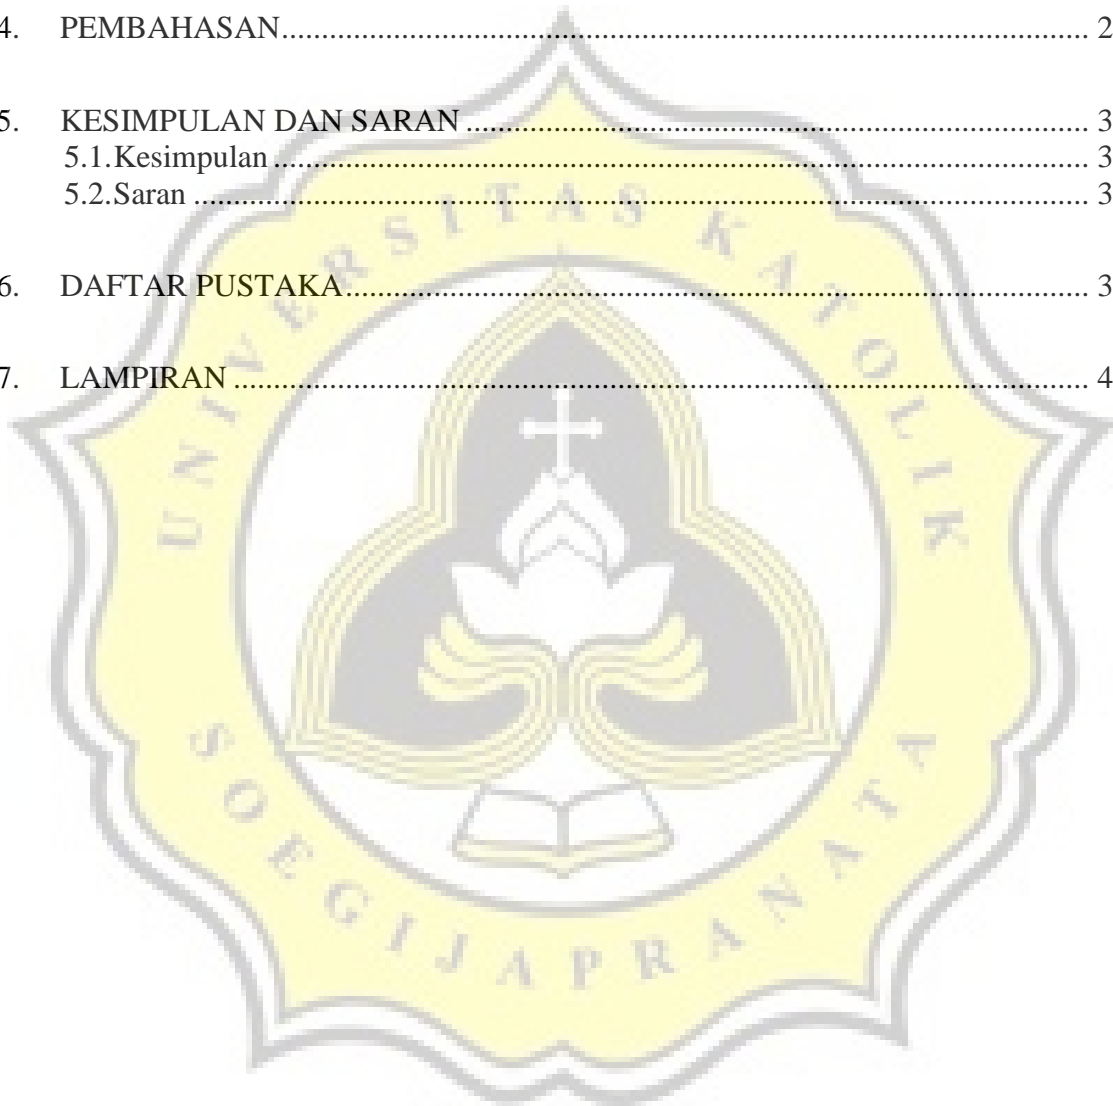 4. PEMBAHASAN.................................................................................................... 2
5. KESIMPULAN DAN SARAN ............................................................................. 3
5.1.Kesimpulan ..................................................................................................... 3
5.2.Saran ............................................................................................................... 3
6. DAFTAR PUSTAKA............................................................................................ 3
7. LAMPIRAN .......................................................................................................... 4
UNIVERSITAS KATOLIK
SOEGIJAPRANATA